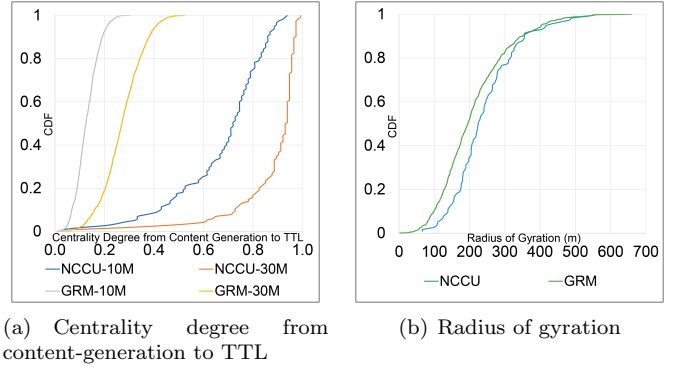 1
0.8
0.6
0.4
0.2
0
CDF
0.0 0.2 0.4 0.6 0.8 1.0
Centrality Degree from Content Generation to TTL
NCCU-10M NCCU-30M
GRM-10M GRM-30M
1
0.8
0.6
0.4
0.2
0
CDF
Radius of Gyration (m)
0 100 200 300 400 500 600 700
NCCU GRM
(a) Centrality degree from
content-generation to TTL
(b) Radius of gyration